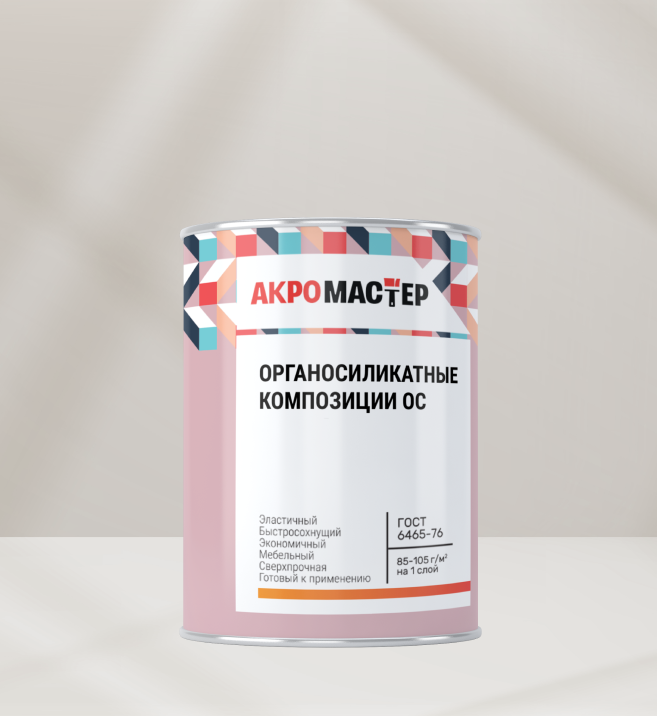 АКРОМАСТЕР
ОРГАНОСИЛИКАТНЫЕ
КОМПОЗИЦИИ ОС
Эластичный
Быстросохнущий
Экономичный
Мебельный
Сверхпрочная
Готовый к применению
ГОСТ
6465-76
85-105 г/м²
на 1 слой